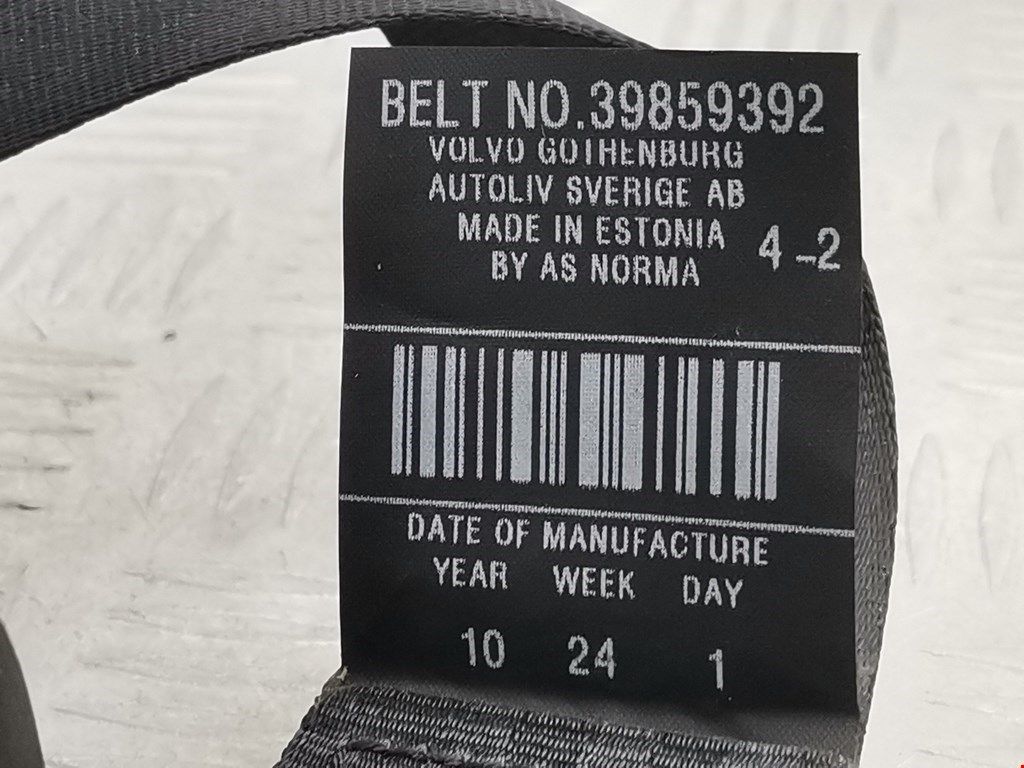 BELT NO.39859392
VOLVO GOTHENBURG
AUTOLIV SVERIGE AB
MADE IN ESTONIA 4-2
BY AS NORMA
DATE OF MANUFACTURE
YEAR WEEK DAY
10 24 1